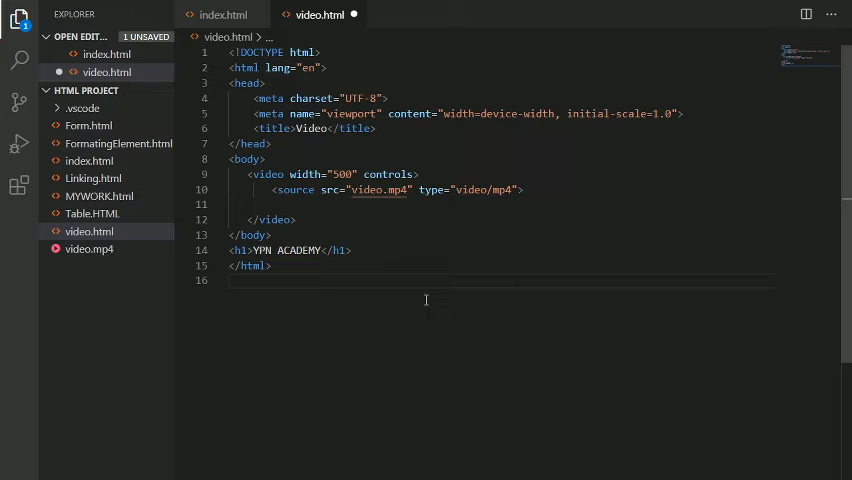 EXPLORER
index.html
video.html
OPEN EDIT...
1 UNSAVED
index.html
video.html
HTML PROJECT
.vscode
Form.html
FormatingElement.html
index.html
Linking.html
MYWORK.html
Table.HTML
video.html
video.mp4
1
video.html > ...
1 <!DOCTYPE html>
2 <html lang="en">
3 <head>
4 <meta charset="UTF-8">
5 <meta name="viewport" content="width=device-width, initial-scale=1.0">
6 <title>Video</title>
7 </head>
8 <body>
9 <video width="500" controls>
10 <source src="video.mp4" type="video/mp4">
11
12 </video>
13 </body>
14 <h1>YPN ACADEMY</h1>
15 </html>
16